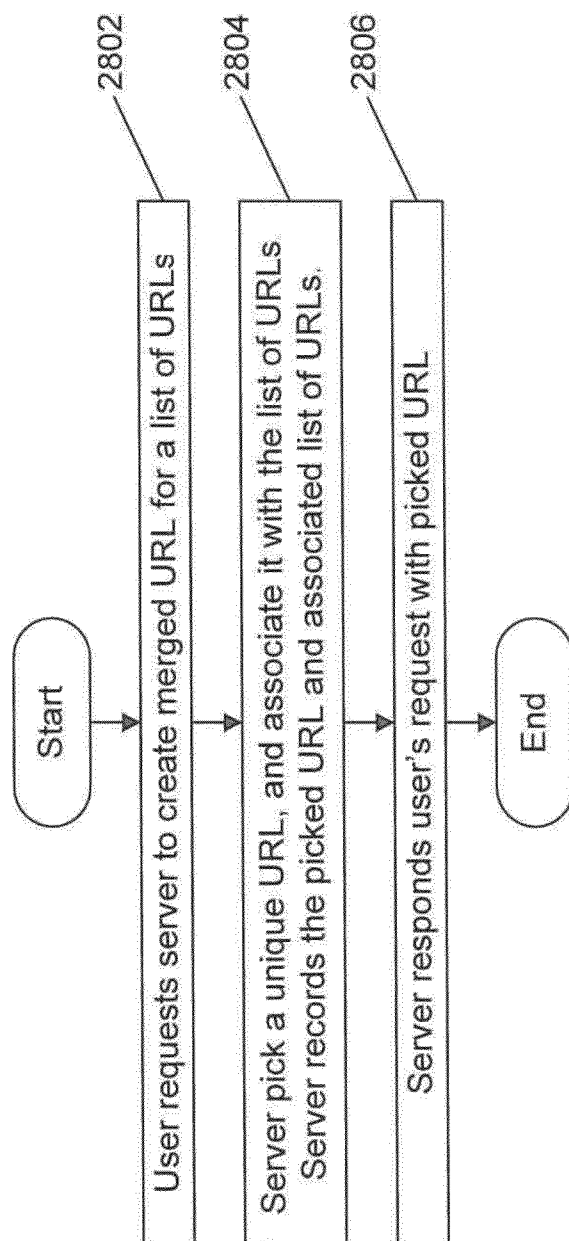 Start
User requests server to create merged URL for a list of URLs
2802
Server pick a unique URL, and associate it with the list of URLs
Server records the picked URL and associated list of URLs.
2804
Server responds user's request with picked URL
2806
End